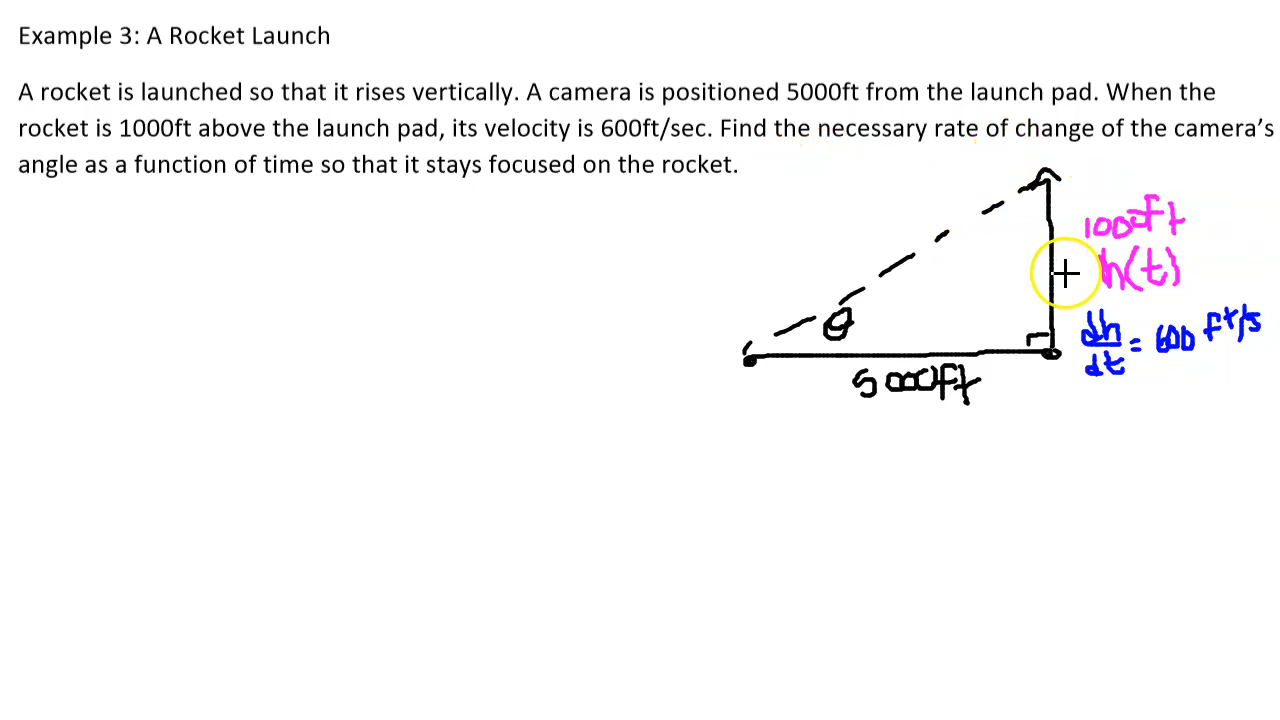 Example 3: A Rocket Launch
A rocket is launched so that it rises vertically. A camera is positioned 5000ft from the launch pad. When the
rocket is 1000ft above the launch pad, its velocity is 600ft/sec. Find the necessary rate of change of the camera’s
angle as a function of time so that it stays focused on the rocket.
1000ft
h(t)
θ
dh/dt = 600 ft/s
5000ft